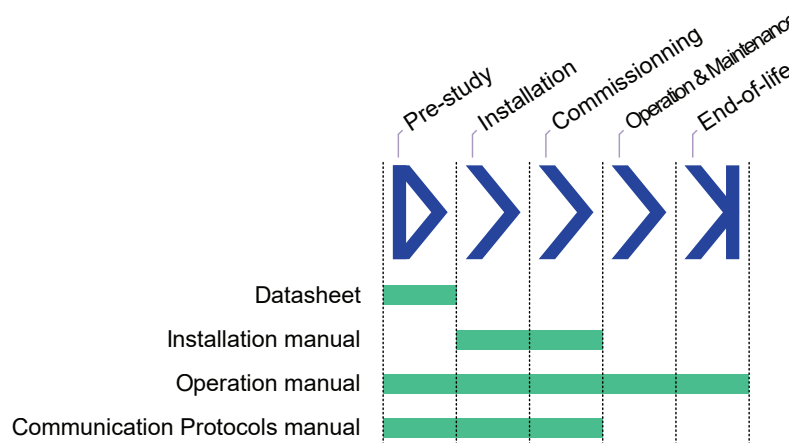 Pre-study
Installation
Commissionning
Operation & Maintenance
End-of-life
Datasheet
Installation manual
Operation manual
Communication Protocols manual